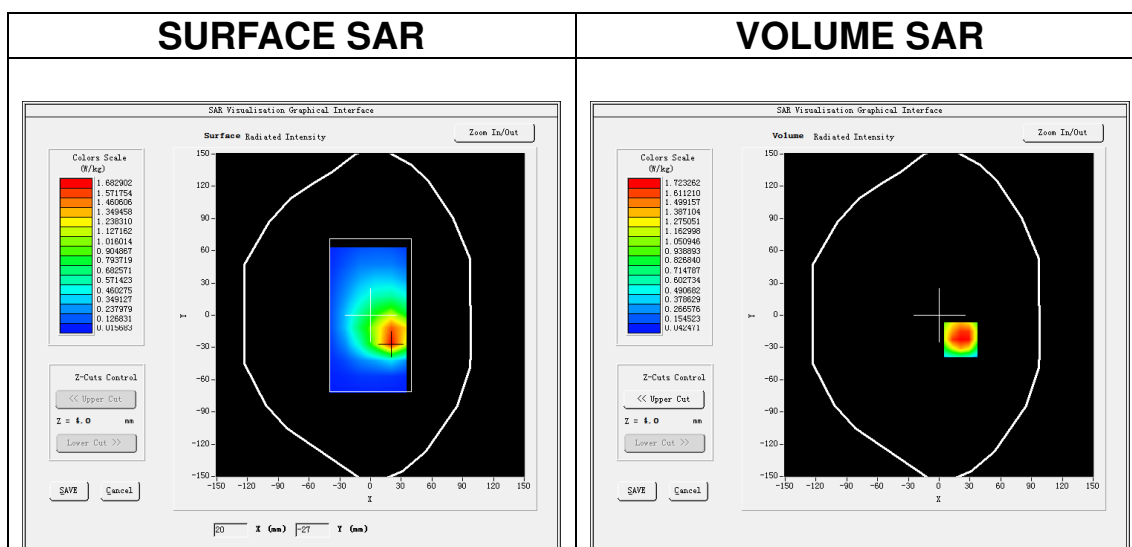 SURFACE SAR
VOLUME SAR
SAR Visualisation Graphical Interface
Surface Radiated Intensity
Zoom In/Out
Colors Scale
(W/kg)
1.682902
1.571754
1.460606
1.349458
1.238310
1.127162
1.016014
0.904867
0.793719
0.682571
0.571423
0.460275
0.349127
0.237979
0.126831
0.015683
150
120
90
60
30
0
-30
-60
-90
-120
-150
Y
-150 -120 -90 -60 -30 0 30 60 90 120 150
X
Z-Cuts Control
<< Upper Cut
Z = 4.0 mm
Lower Cut >>
SAVE Cancel
20 X (mm) -27 Y (mm)
SAR Visualisation Graphical Interface
Volume Radiated Intensity
Zoom In/Out
Colors Scale
(W/kg)
1.723262
1.611210
1.499157
1.387104
1.275051
1.162998
1.050946
0.938893
0.826840
0.714787
0.602734
0.490682
0.378629
0.266576
0.154523
0.042471
150
120
90
60
30
0
-30
-60
-90
-120
-150
Y
-150 -120 -90 -60 -30 0 30 60 90 120 150
X
Z-Cuts Control
<< Upper Cut
Z = 4.0 mm
Lower Cut >>
SAVE Cancel